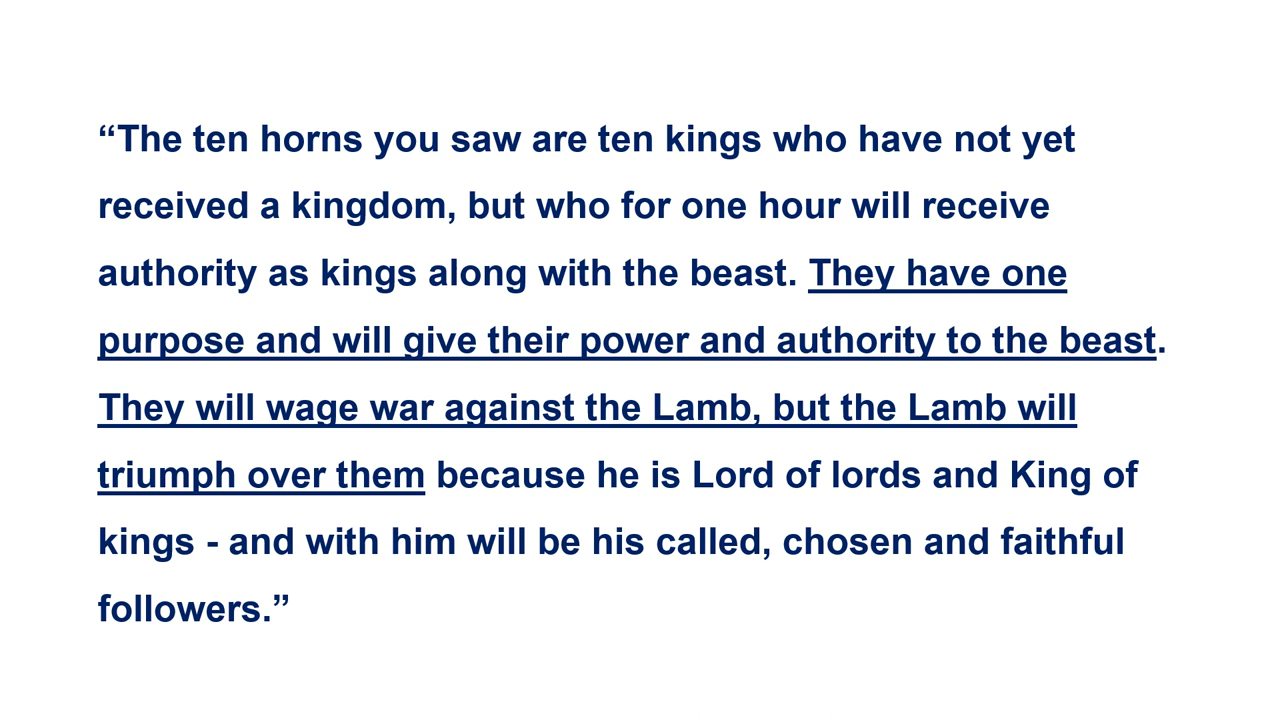 “The ten horns you saw are ten kings who have not yet
received a kingdom, but who for one hour will receive
authority as kings along with the beast. They have one
purpose and will give their power and authority to the beast.
They will wage war against the Lamb, but the Lamb will
triumph over them because he is Lord of lords and King of
kings - and with him will be his called, chosen and faithful
followers.”